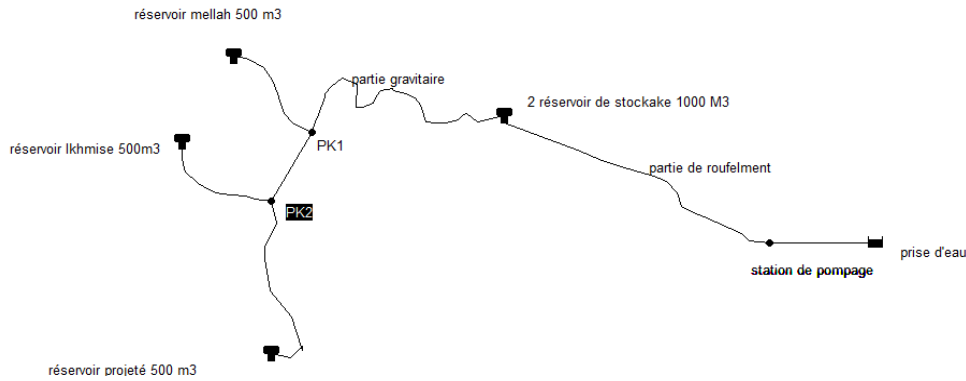 réservoir mellah 500 m3
partie gravitaire
2 réservoir de stockake 1000 M3
réservoir lkhmise 500m3
PK1
partie de roufelment
PK2
prise d'eau
station de pompage
réservoir projeté 500 m3